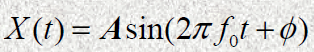 X(t) = A sin(2π f₀t + ϕ)